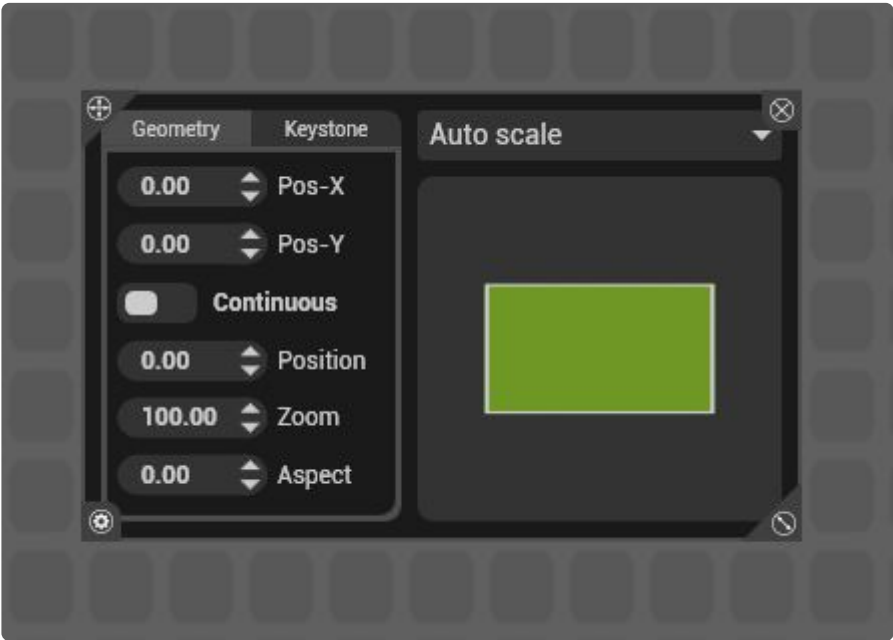 Geometry
Keystone
Auto scale
0.00 Pos-X
0.00 Pos-Y
Continuous
0.00 Position
100.00 Zoom
0.00 Aspect